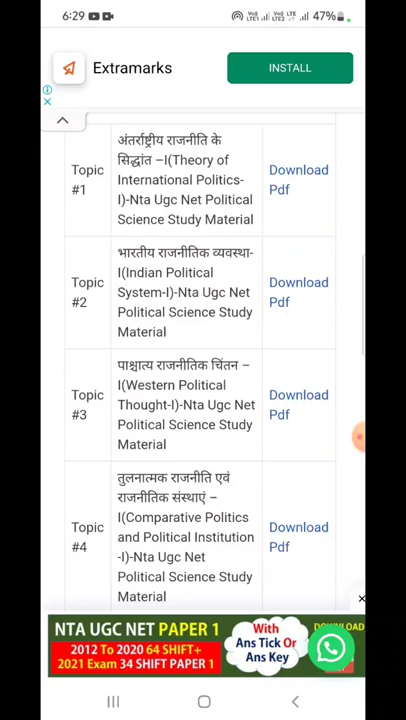 6:29
47%
Extramarks
INSTALL
Topic #1
अंतर्राष्ट्रीय राजनीति के
सिद्धांत –I(Theory of
International Politics-
I)-Nta Ugc Net Political
Science Study Material
Download
Pdf
Topic #2
भारतीय राजनीतिक व्यवस्था-
I(Indian Political
System-I)-Nta Ugc Net
Political Science Study
Material
Download
Pdf
Topic #3
पाश्चात्य राजनीतिक चिंतन –
I(Western Political
Thought-I)-Nta Ugc Net
Political Science Study
Material
Download
Pdf
Topic #4
तुलनात्मक राजनीति एवं
राजनीतिक संस्थाएं –
I(Comparative Politics
and Political Institution
-I)-Nta Ugc Net
Political Science Study
Material
Download
Pdf
NTA UGC NET PAPER 1
2012 To 2020 64 SHIFT+
2021 Exam 34 SHIFT PAPER 1
With
Ans Tick Or
Ans Key
DOWNLOAD